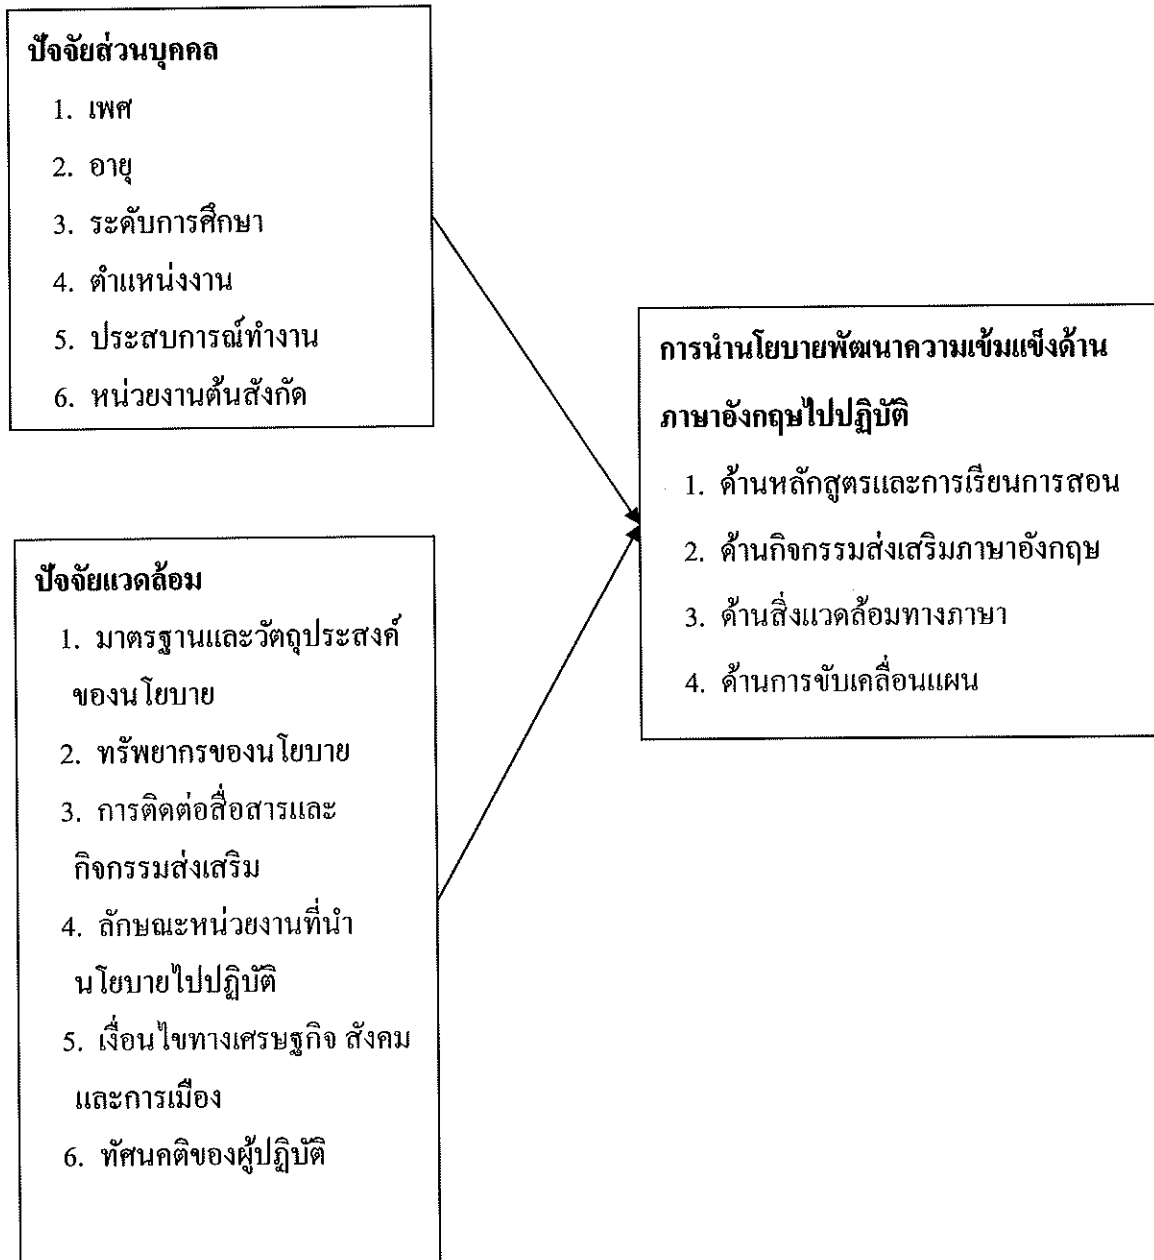 ปัจจัยส่วนบุคคล
1. เพศ
2. อายุ
3. ระดับการศึกษา
4. ตำแหน่งงาน
5. ประสบการณ์ทำงาน
6. หน่วยงานต้นสังกัด
ปัจจัยแวดล้อม
1. มาตรฐานและวัตถุประสงค์
ของนโยบาย
2. ทรัพยากรของนโยบาย
3. การติดต่อสื่อสารและ
กิจกรรมส่งเสริม
4. ลักษณะหน่วยงานที่นำ
นโยบายไปปฏิบัติ
5. เงื่อนไขทางเศรษฐกิจ สังคม
และการเมือง
6. ทัศนคติของผู้ปฏิบัติ
การนำนโยบายพัฒนาความเข้มแข็งด้าน
ภาษาอังกฤษไปปฏิบัติ
1. ด้านหลักสูตรและการเรียนการสอน
2. ด้านกิจกรรมส่งเสริมภาษาอังกฤษ
3. ด้านสิ่งแวดล้อมทางภาษา
4. ด้านการขับเคลื่อนแผน